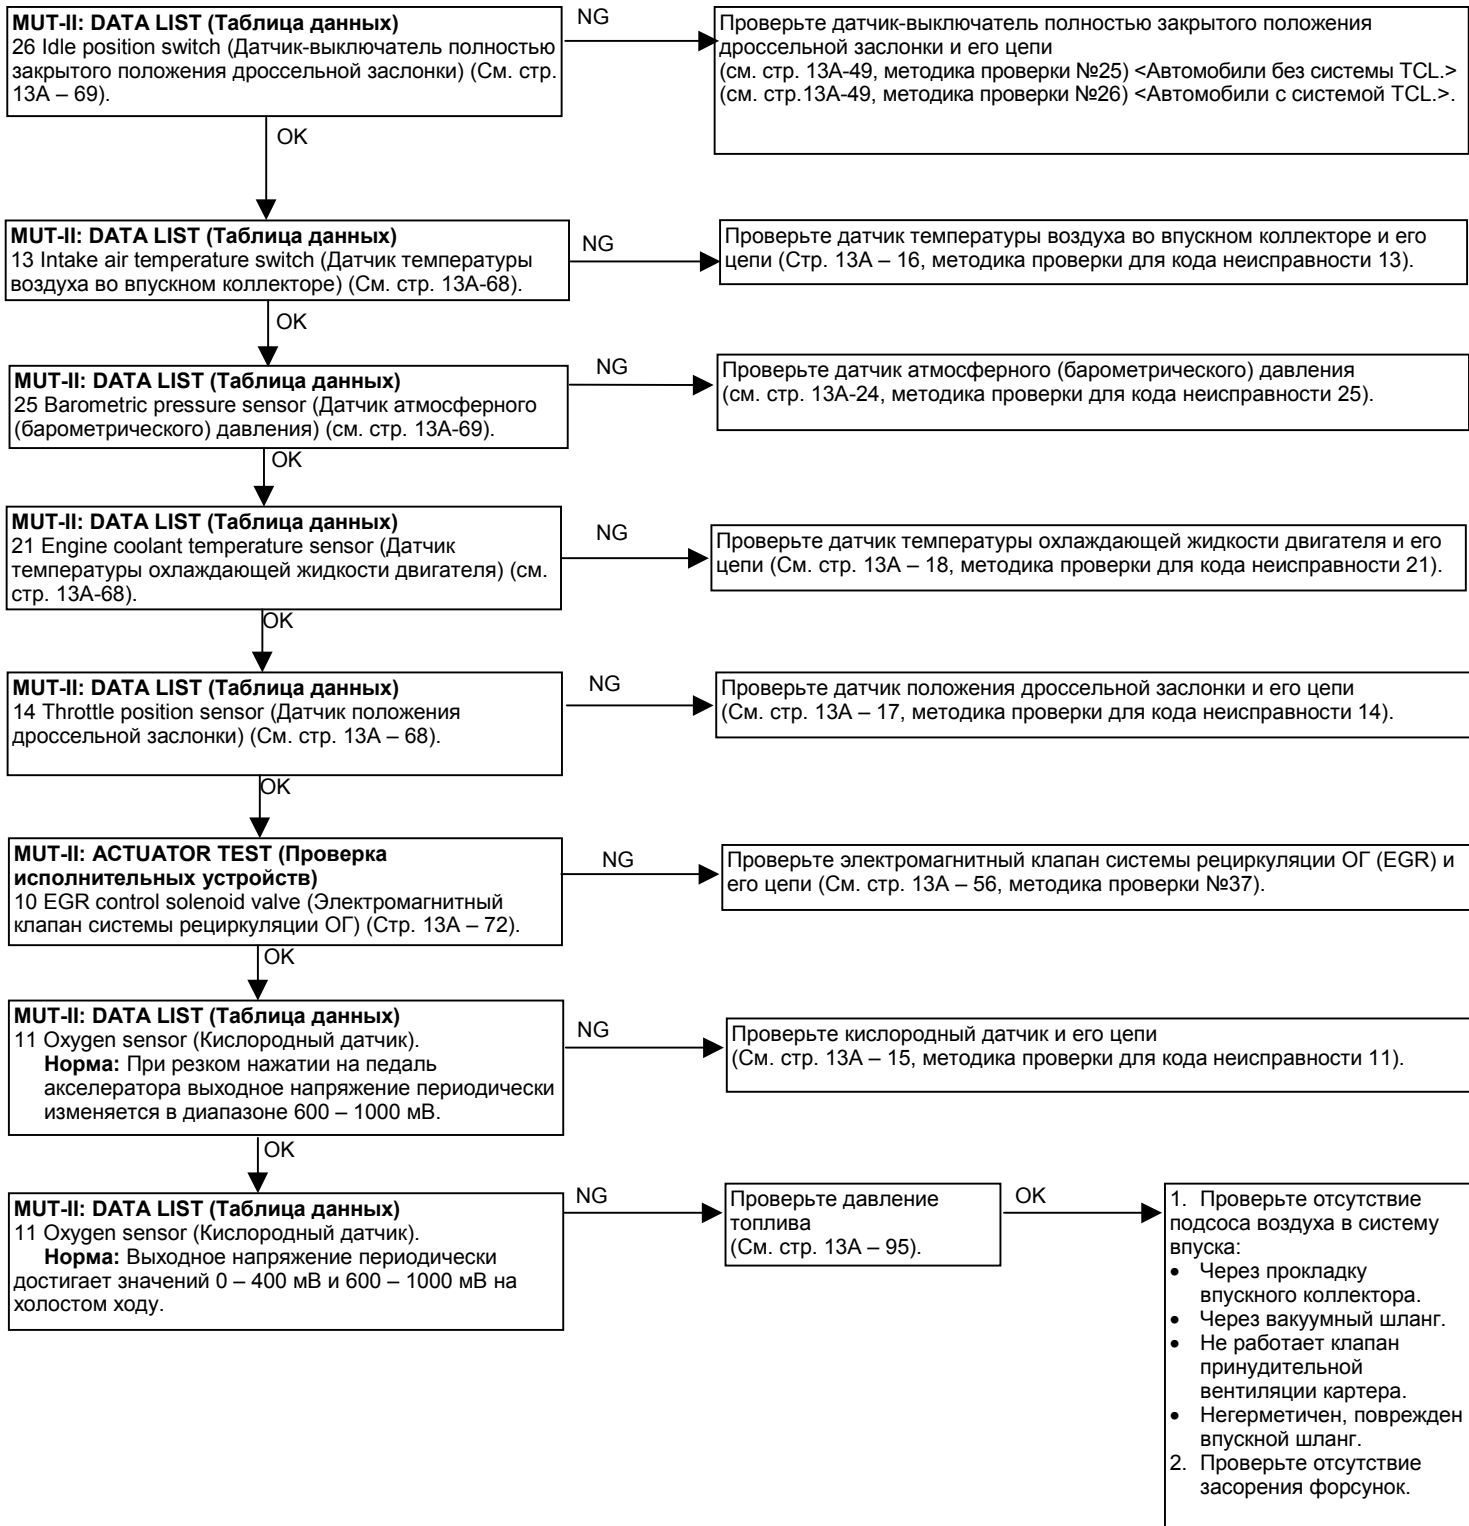 MUT-II: DATA LIST (Таблица данных)
26 Idle position switch (Датчик-выключатель полностью
закрытого положения дроссельной заслонки) (См. стр.
13A – 69).
NG
Проверьте датчик-выключатель полностью закрытого положения
дроссельной заслонки и его цепи
(см. стр. 13A-49, методика проверки №25) <Автомобили без системы TCL.>
(см. стр.13A-49, методика проверки №26) <Автомобили с системой TCL.>.
OK
MUT-II: DATA LIST (Таблица данных)
13 Intake air temperature switch (Датчик температуры
воздуха во впускном коллекторе) (См. стр. 13A-68).
NG
Проверьте датчик температуры воздуха во впускном коллекторе и его
цепи (Стр. 13A – 16, методика проверки для кода неисправности 13).
OK
MUT-II: DATA LIST (Таблица данных)
25 Barometric pressure sensor (Датчик атмосферного
(барометрического) давления) (см. стр. 13A-69).
NG
Проверьте датчик атмосферного (барометрического) давления
(см. стр. 13A-24, методика проверки для кода неисправности 25).
OK
MUT-II: DATA LIST (Таблица данных)
21 Engine coolant temperature sensor (Датчик
температуры охлаждающей жидкости двигателя) (см.
стр. 13A-68).
NG
Проверьте датчик температуры охлаждающей жидкости двигателя и его
цепи (См. стр. 13A – 18, методика проверки для кода неисправности 21).
OK
MUT-II: DATA LIST (Таблица данных)
14 Throttle position sensor (Датчик положения
дроссельной заслонки) (См. стр. 13A – 68).
NG
Проверьте датчик положения дроссельной заслонки и его цепи
(См. стр. 13A – 17, методика проверки для кода неисправности 14).
OK
MUT-II: ACTUATOR TEST (Проверка
исполнительных устройств)
10 EGR control solenoid valve (Электромагнитный
клапан системы рециркуляции ОГ) (Стр. 13A – 72).
NG
Проверьте электромагнитный клапан системы рециркуляции ОГ (EGR) и
его цепи (См. стр. 13A – 56, методика проверки №37).
OK
MUT-II: DATA LIST (Таблица данных)
11 Oxygen sensor (Кислородный датчик).
Норма: При резком нажатии на педаль
акселератора выходное напряжение периодически
изменяется в диапазоне 600 – 1000 мВ.
NG
Проверьте кислородный датчик и его цепи
(См. стр. 13A – 15, методика проверки для кода неисправности 11).
OK
MUT-II: DATA LIST (Таблица данных)
11 Oxygen sensor (Кислородный датчик).
Норма: Выходное напряжение периодически
достигает значений 0 – 400 мВ и 600 – 1000 мВ на
холостом ходу.
NG
Проверьте давление
топлива
(См. стр. 13A – 95).
OK
1. Проверьте отсутствие
подсоса воздуха в систему
впуска:
• Через прокладку
впускного коллектора.
• Через вакуумный шланг.
• Не работает клапан
принудительной
вентиляции картера.
• Негерметичен, поврежден
впускной шланг.
2. Проверьте отсутствие
засорения форсунок.